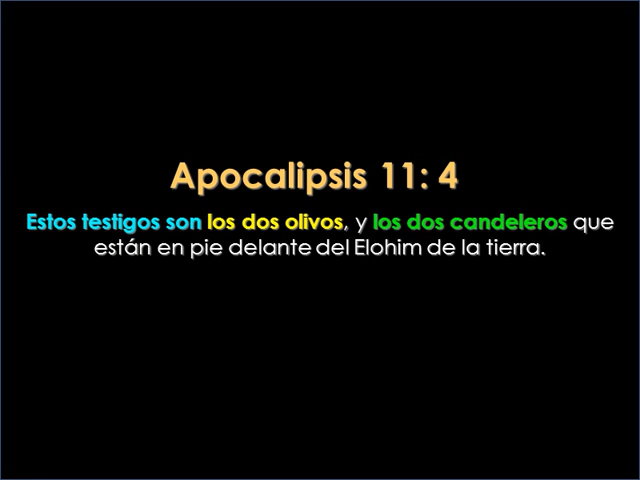 Apocalipsis 11: 4
Estos testigos son los dos olivos, y los dos candeleros que
están en pie delante del Elohim de la tierra.